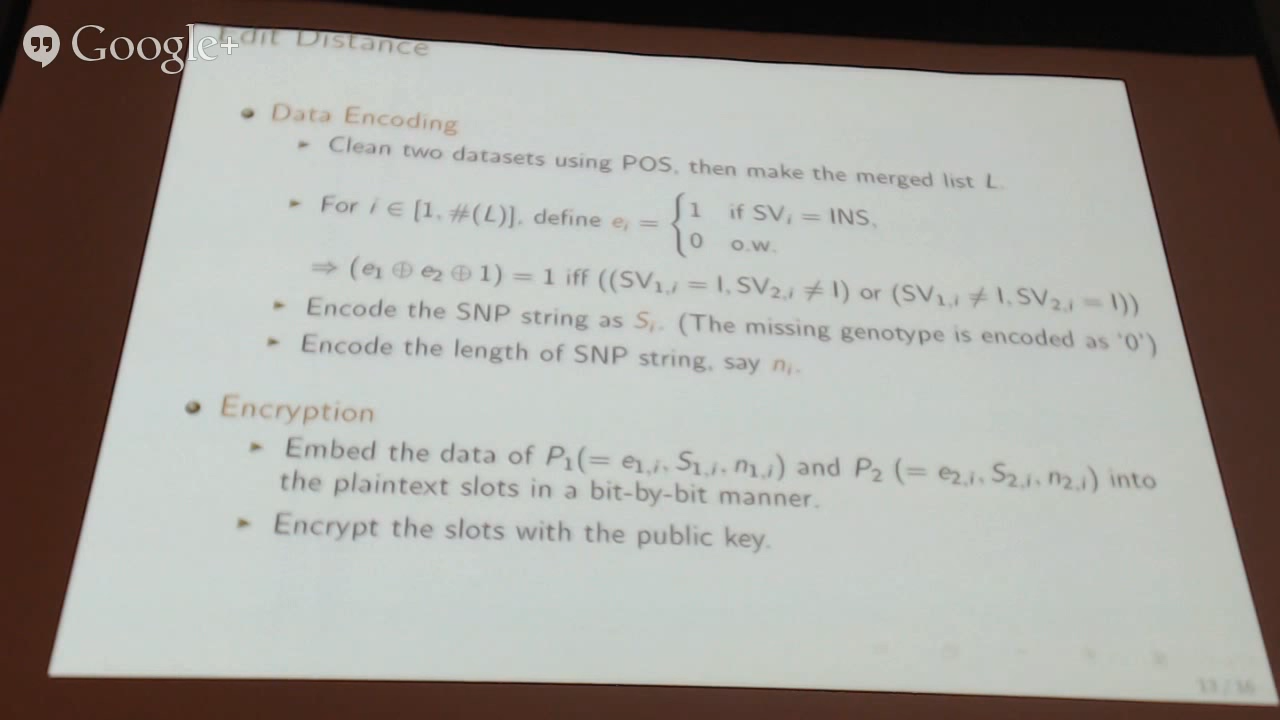 Google+
Edit Distance
Data Encoding
Clean two datasets using POS, then make the merged list L.
For i ∈ [1, #(L)], define eᵢ = { 1 if SVᵢ = INS,
0 o.w.
⇒ (e₁ ⊕ e₂ ⊕ 1) = 1 iff ((SV₁,ᵢ = I, SV₂,ᵢ ≠ I) or (SV₁,ᵢ ≠ I, SV₂,ᵢ = I))
Encode the SNP string as Sᵢ. (The missing genotype is encoded as '0')
Encode the length of SNP string, say nᵢ.
Encryption
Embed the data of P₁(= e₁,ᵢ, S₁,ᵢ, n₁,ᵢ) and P₂ (= e₂,ᵢ, S₂,ᵢ, n₂,ᵢ) into
the plaintext slots in a bit-by-bit manner.
Encrypt the slots with the public key.